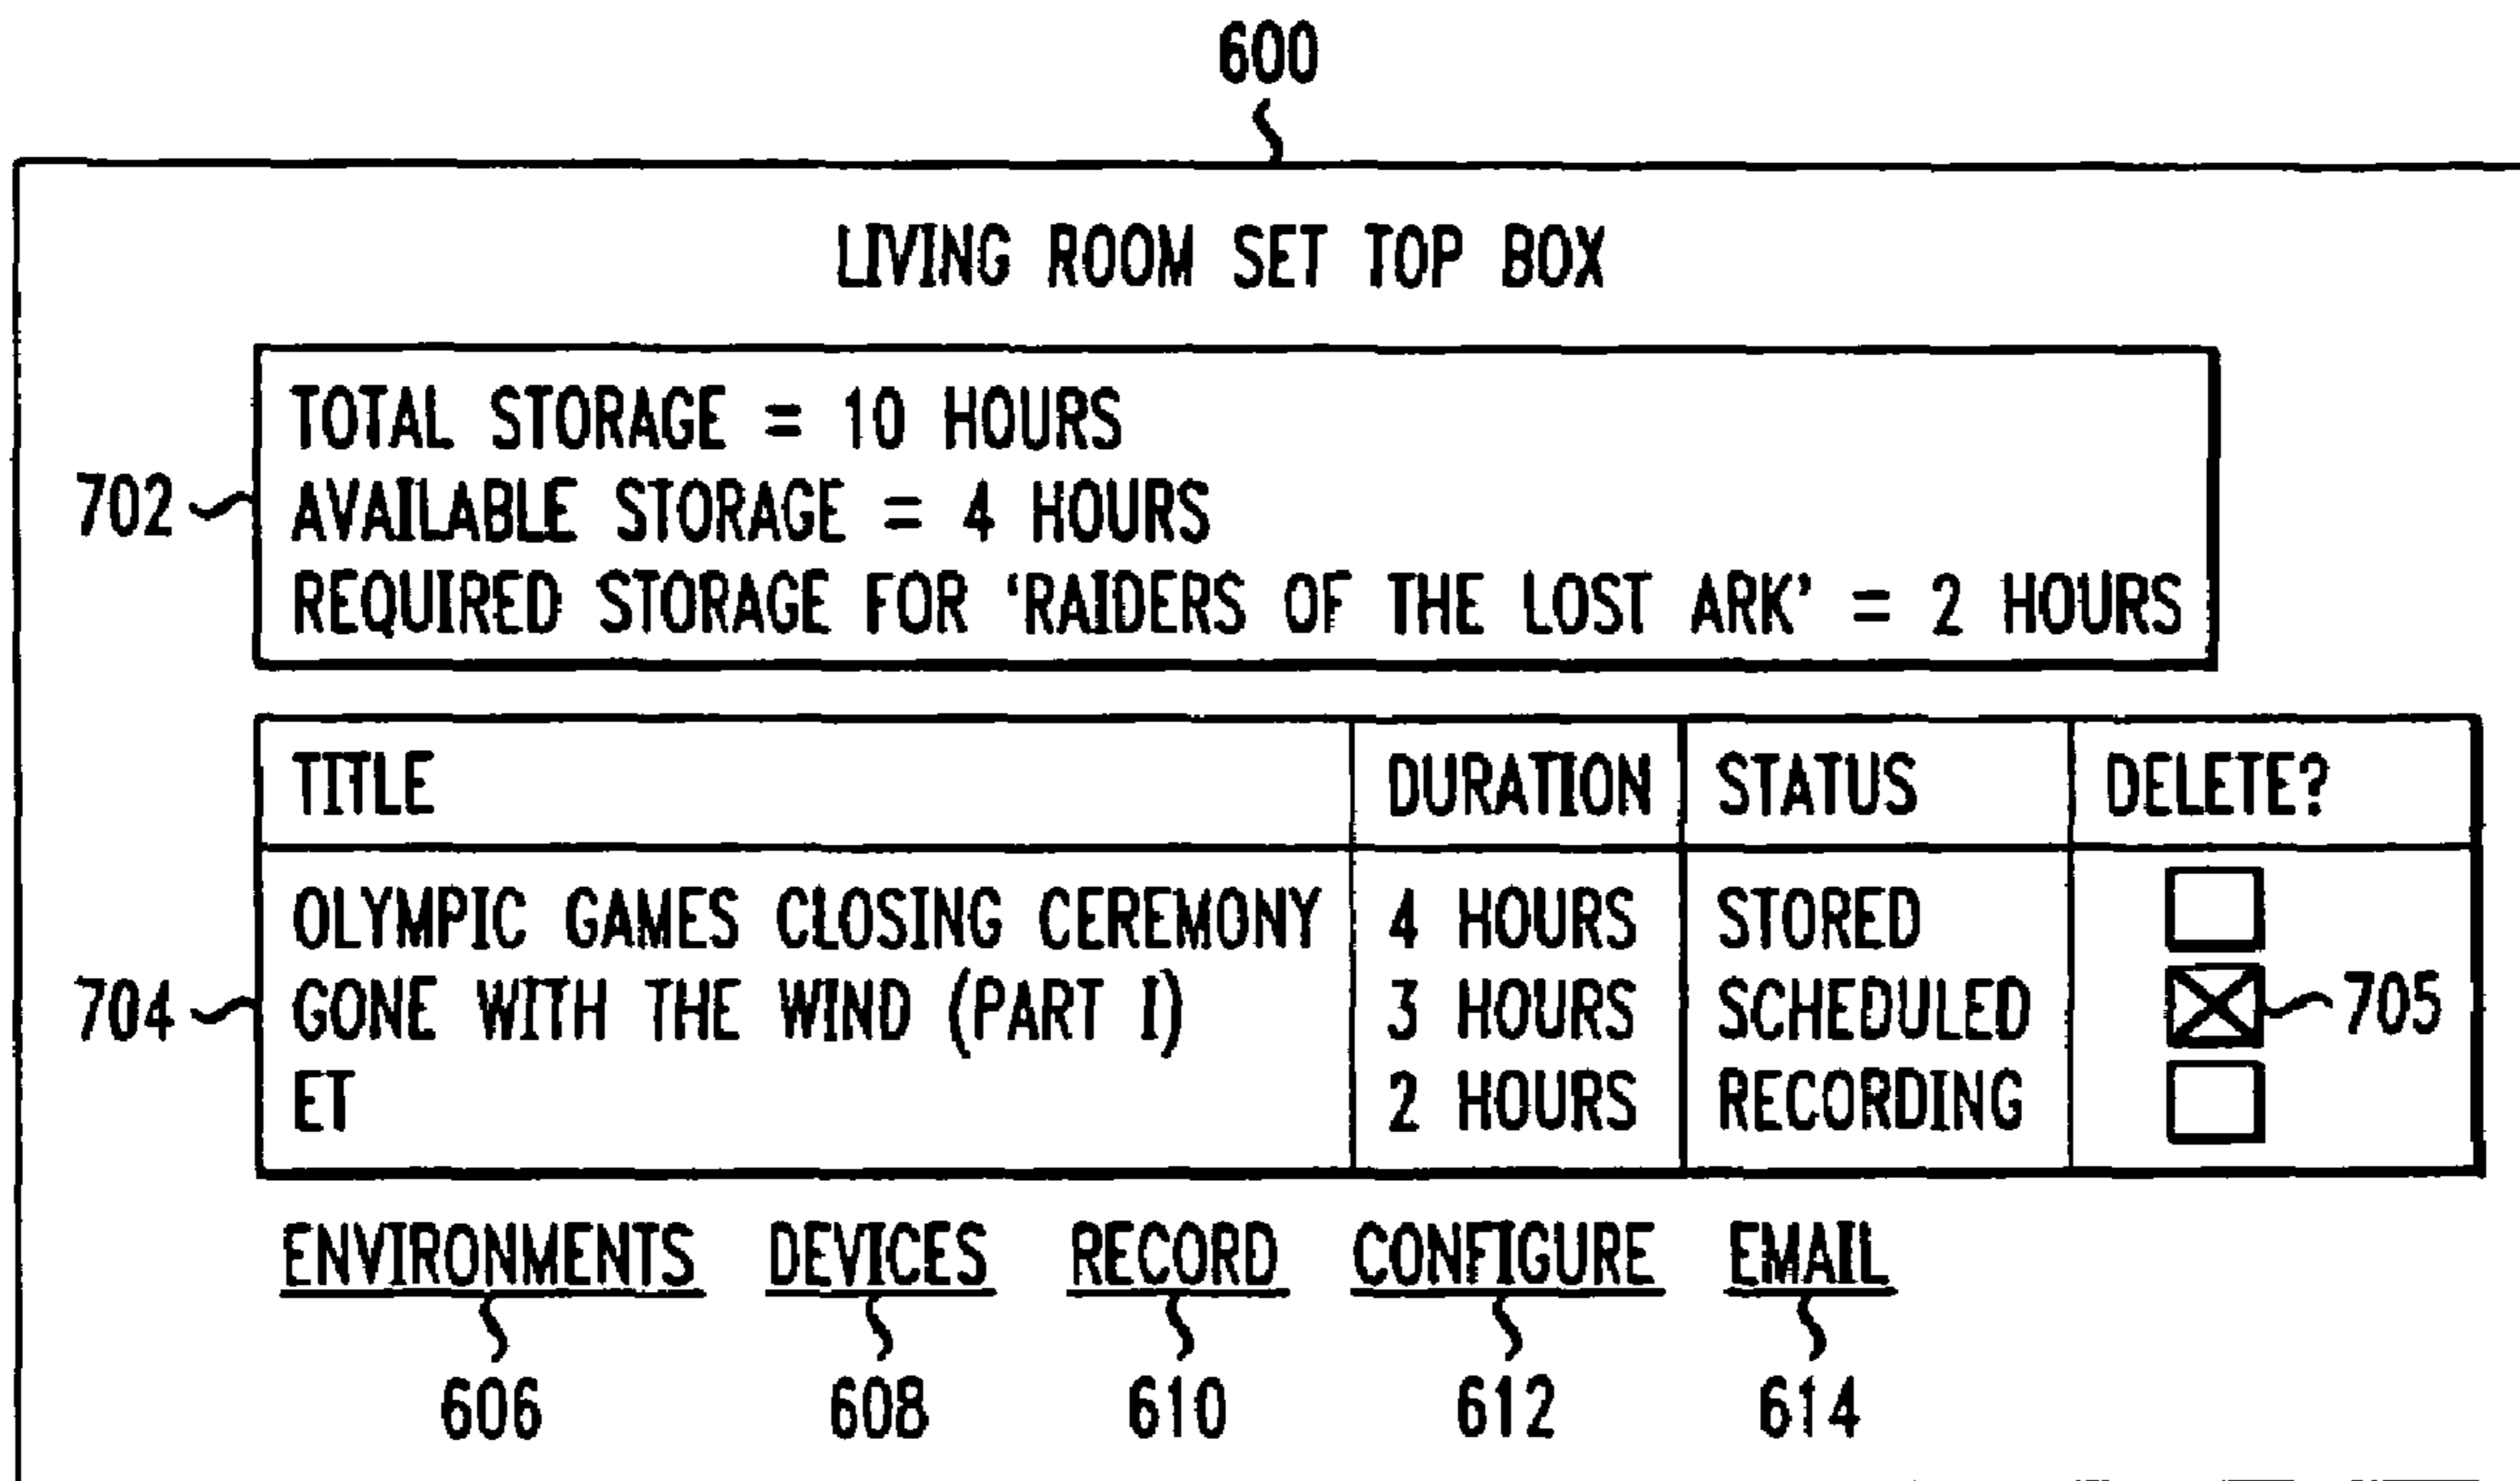 600
LIVING ROOM SET TOP BOX
TOTAL STORAGE = 10 HOURS
702
AVAILABLE STORAGE = 4 HOURS
REQUIRED STORAGE FOR ‘RAIDERS OF THE LOST ARK’ = 2 HOURS
TITLE DURATION STATUS DELETE?
OLYMPIC GAMES CLOSING CEREMONY 4 HOURS STORED
704 GONE WITH THE WIND (PART I) 3 HOURS SCHEDULED 705
ET 2 HOURS RECORDING
ENVIRONMENTS DEVICES RECORD CONFIGURE EMAIL
606 608 610 612 614